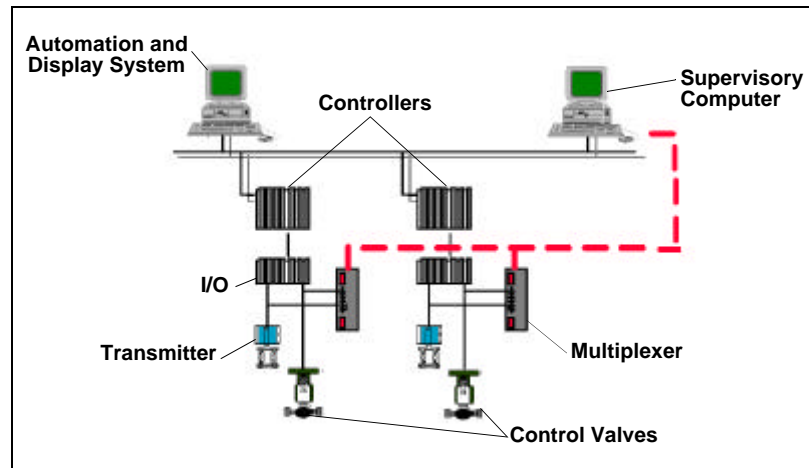 Automation and
Display System
Controllers
Supervisory
Computer
I/O
Transmitter
Multiplexer
Control Valves